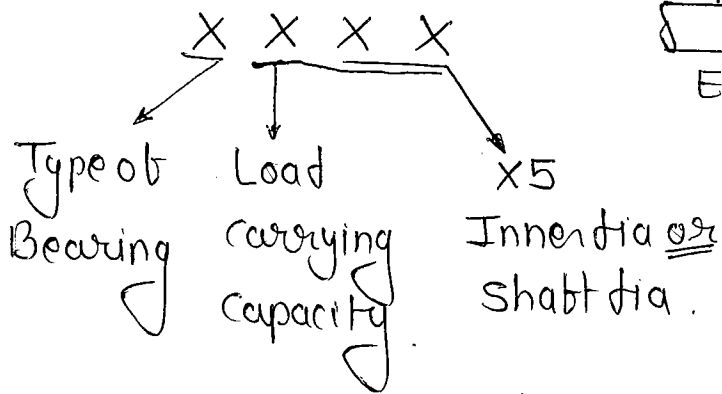 X X X X
E
Type of Load X5
Bearing carrying Inner dia or
capacity. Shaft dia.